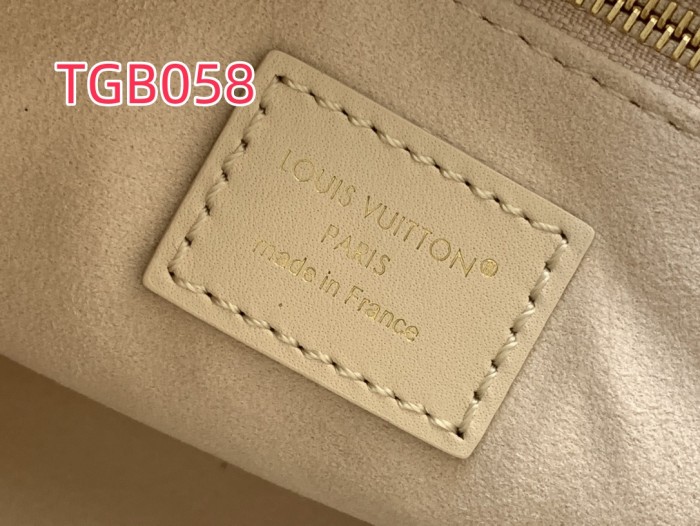 TGB058
LOUIS VUITTON®
PARIS
made in France